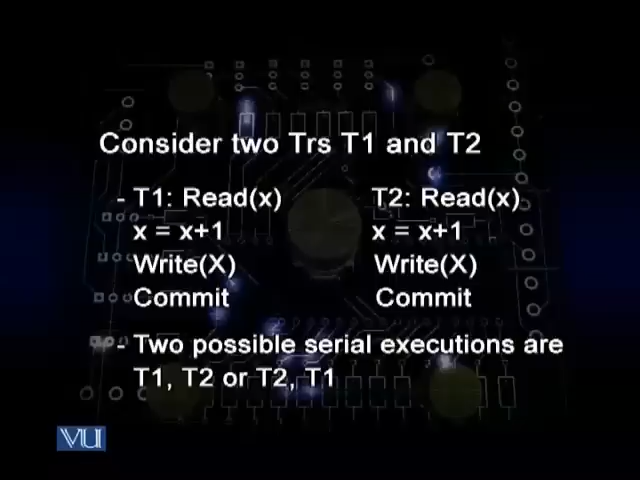 Consider two Trs T1 and T2
- T1: Read(x) T2: Read(x)
x = x+1 x = x+1
Write(X) Write(X)
Commit Commit
- Two possible serial executions are
T1, T2 or T2, T1
VU